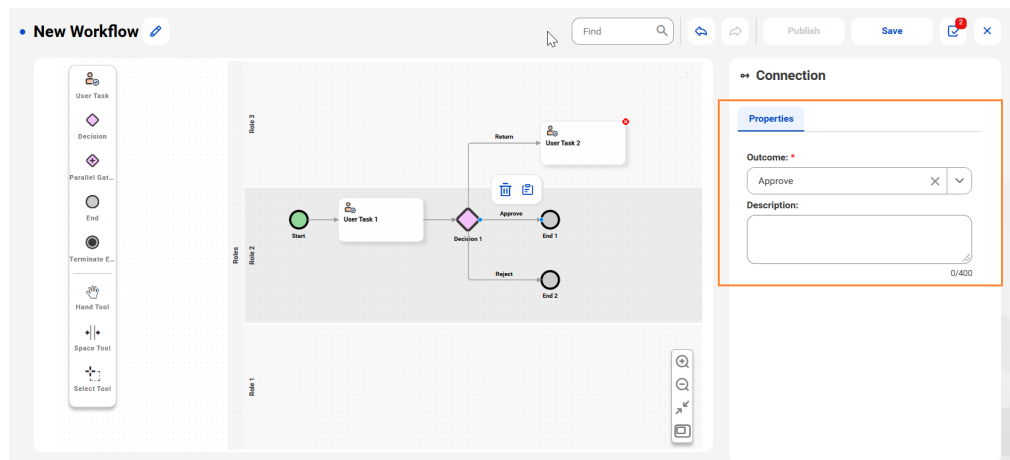 New Workflow
Find
Publish
Save
2
User Task
Decision
Parallel Gat...
End
Terminate E...
Hand Tool
Space Tool
Select Tool
Roles
Role 3
Role 2
Role 1
Return
User Task 2
Start
User Task 1
Decision 1
Approve
End 1
Reject
End 2
Connection
Properties
Outcome: *
Approve
Description:
0/400